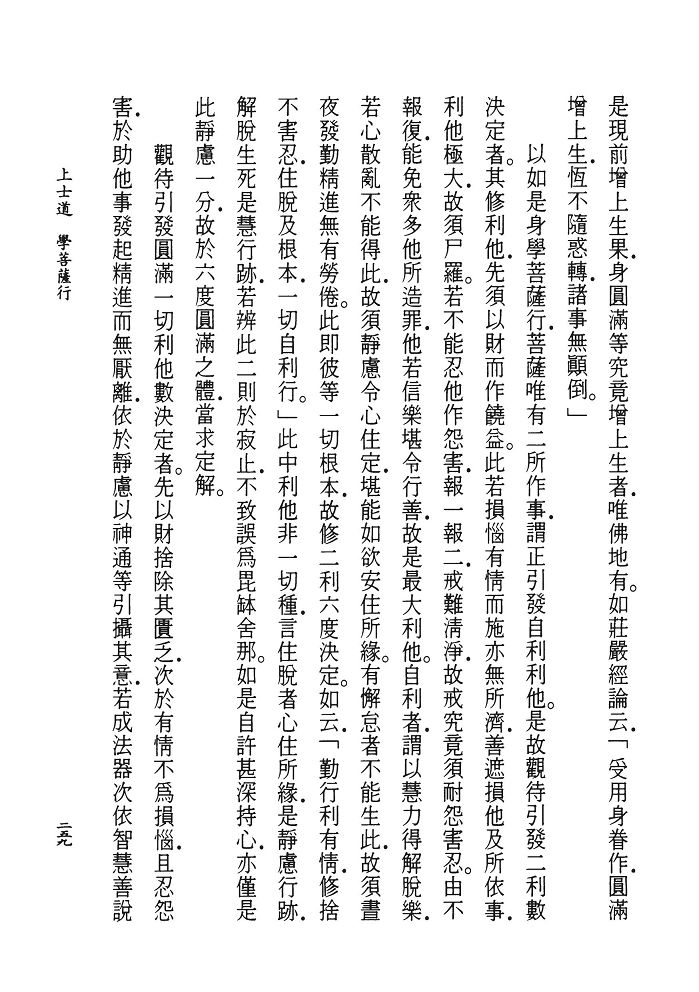 是現前增上生果．身圓滿等究竟增上生者．唯佛地有。如莊嚴經論云．「受用身眷作．圓滿
增上生．恆不隨惑轉．諸事無顚倒。」
以如是身學菩薩行．菩薩唯有二所作事．謂正引發自利利他。是故觀待引發二利數
決定者。其修利他．先須以財而作饒益。此若損惱有情而施亦無所濟．善遮損他及所依事．
利他極大．故須尸羅。若不能忍他作怨害．報一報二．戒難淸淨．故戒究竟須耐怨害忍。由不
報復．能免衆多他所造罪．他若信樂堪令行善．故是最大利他。自利者．謂以慧力得解脫樂．
若心散亂不能得此．故須靜慮令心住定．堪能如欲安住所緣。有懈怠者不能生此．故須晝
夜發勤精進無有勞倦。此即彼等一切根本．故修二利六度決定。如云．「勤行利有情．修捨
不害忍．住脫及根本．一切自利行。」此中利他非一切種．言住脫者心住所緣．是靜慮行跡．
解脫生死是慧行跡．若辨此二則於寂止．不致誤爲毘缽舍那。如是自許甚深持心．亦僅是
此靜慮一分．故於六度圓滿之體．當求定解。
觀待引發圓滿一切利他數決定者。先以財捨除其匱乏．次於有情不爲損惱．且忍怨
害．於助他事發起精進而無厭離．依於靜慮以神通等引攝其意．若成法器次依智慧善說
上士道　學菩薩行
二五九